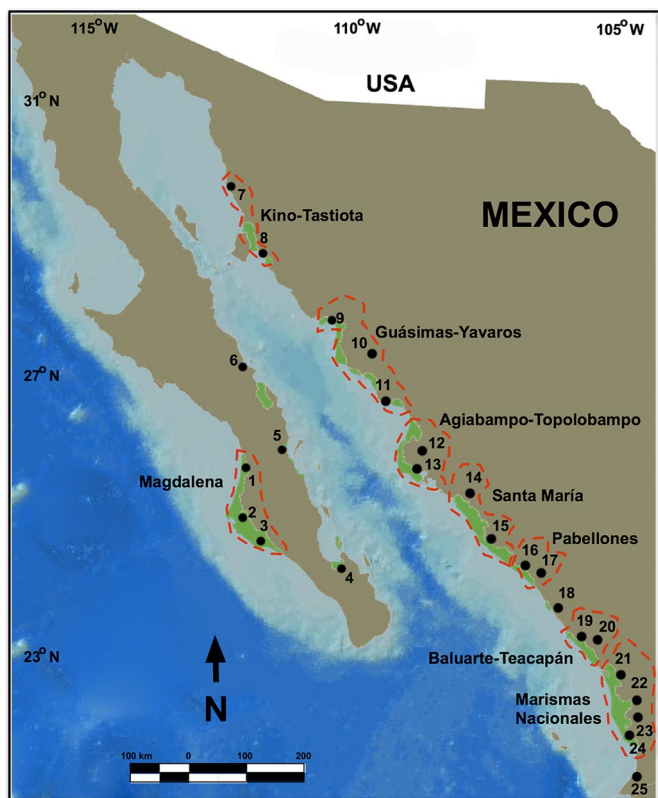 115°W
110°W
105°W
31°N
USA
7
Kino-Tastiota
MEXICO
8
9
10
Guásimas-Yavaros
6
27°N
11
Agiabampo-Topolobampo
5
12
13
Magdalena
1
14
Santa María
2
15
3
Pabellones
16
17
4
18
19
20
23°N
Baluarte-Teacapán
21
22
Marismas
Nacionales
N
23
24
100 km
0
100
200
25